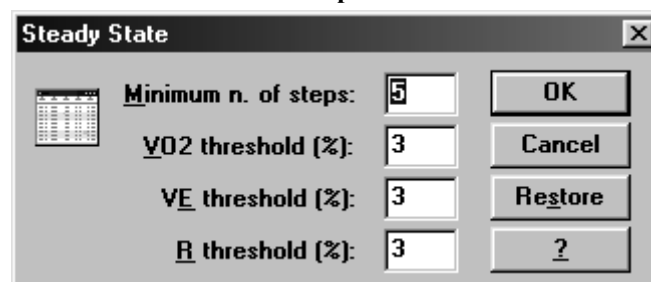 Steady State
Minimum n. of steps: 5 OK
VO2 threshold (%): 3 Cancel
VE threshold (%): 3 Restore
R threshold (%): 3 ?